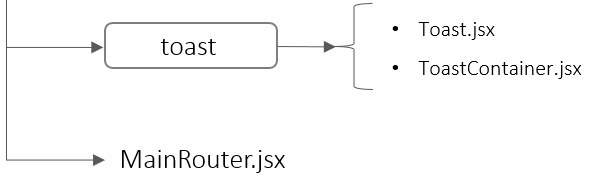 toast
• Toast.jsx
• ToastContainer.jsx
MainRouter.jsx